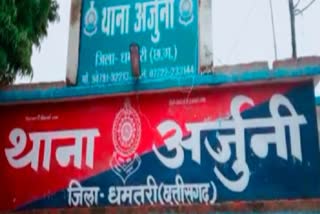 थाना अर्जुनी
जिला-धमतरी (छ.ग.)
थाना अर्जुनी
जिला-धमतरी(छत्तीसगढ़)